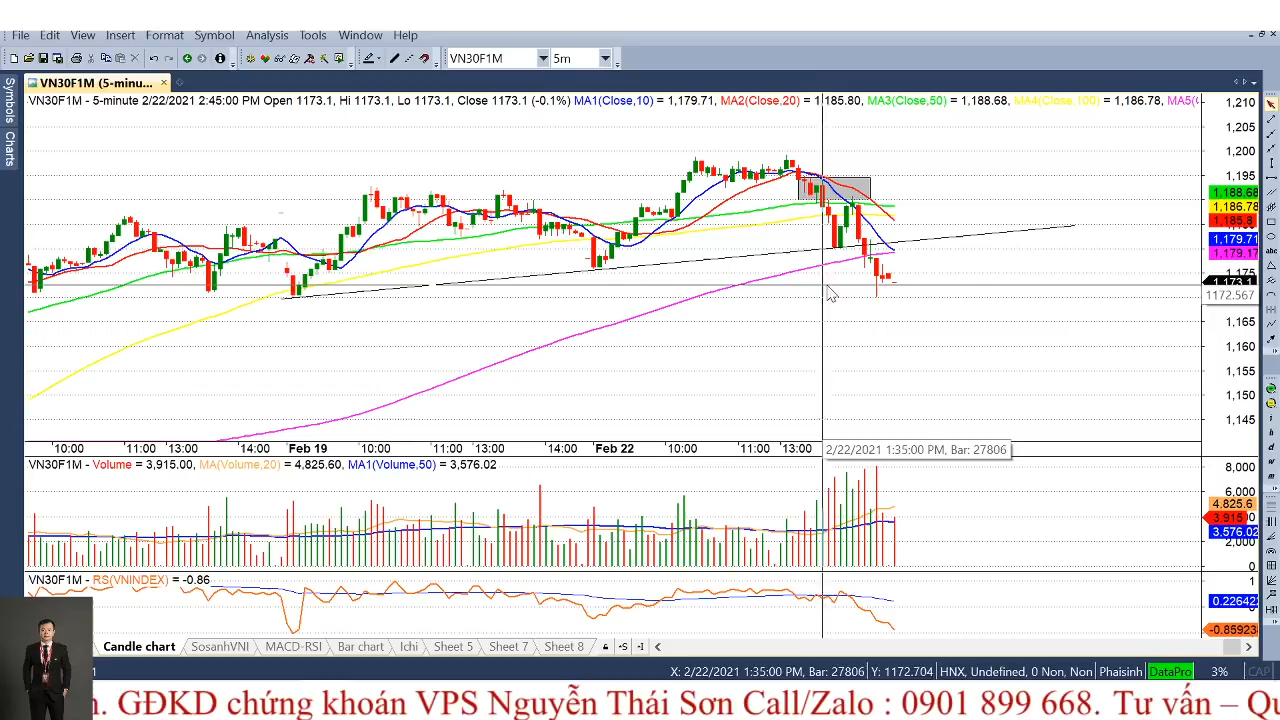 File Edit View Insert Format Symbol Analysis Tools Window Help
VN30F1M 5m
VN30F1M (5-minu...
Symbols
Charts
VN30F1M - 5-minute 2/22/2021 2:45:00 PM Open 1173.1, Hi 1173.1, Lo 1173.1, Close 1173.1 (-0.1%) MA1(Close,10) = 1,179.71, MA2(Close,20) = 1,185.80, MA3(Close,50) = 1,188.68, MA4(Close,100) = 1,186.78, MA5(
1,210
1,205
1,200
1,195
1,188.68
1,186.78
1,185.8
1,179.71
1,179.17
1,175
1,173.1
1172.567
1,165
1,160
1,155
1,150
1,145
10:00 11:00 13:00 14:00 Feb 19 10:00 11:00 13:00 14:00 Feb 22 10:00 11:00 13:00
2/22/2021 1:35:00 PM, Bar: 27806
VN30F1M - Volume = 3,915.00, MA(Volume,20) = 4,825.60, MA1(Volume,50) = 3,576.02
8,000
6,000
4,825.6
3,915
3,576.02
2,000
0
VN30F1M - RS(VNINDEX) = -0.86
1
0.22642
-0.85923
Candle chart SosanhVNI MACD-RSI Bar chart Ichi Sheet 5 Sheet 7 Sheet 8
X: 2/22/2021 1:35:00 PM, Bar: 27806 Y: 1172.704 HNX, Undefined, 0 Non, Non Phaisinh DataPro 3% CAP
n. GĐKD chứng khoán VPS Nguyễn Thái Sơn Call/Zalo : 0901 899 668. Tư vấn – Qu